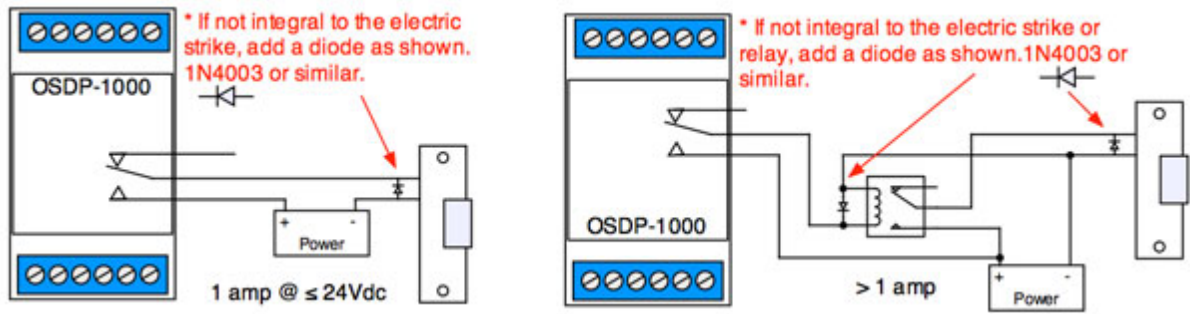 * If not integral to the electric
strike, add a diode as shown.
1N4003 or similar.
OSDP-1000
+ -
Power
1 amp @ ≤ 24Vdc
* If not integral to the electric strike or
relay, add a diode as shown.1N4003 or
similar.
OSDP-1000
> 1 amp
+ -
Power